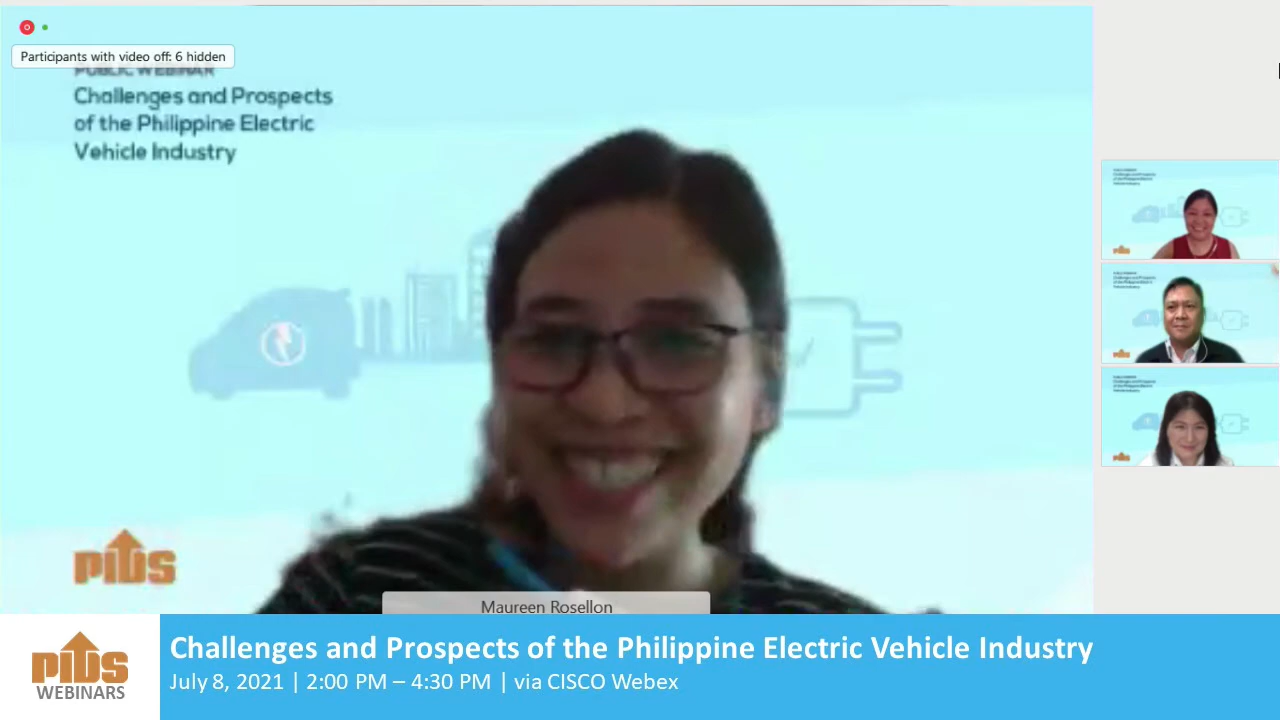 Participants with video off: 6 hidden
PUBLIC WEBINAR
Challenges and Prospects
of the Philippine Electric
Vehicle Industry
PIDS
Maureen Rosellon
PIDS
WEBINARS
Challenges and Prospects of the Philippine Electric Vehicle Industry
July 8, 2021 | 2:00 PM – 4:30 PM | via CISCO Webex